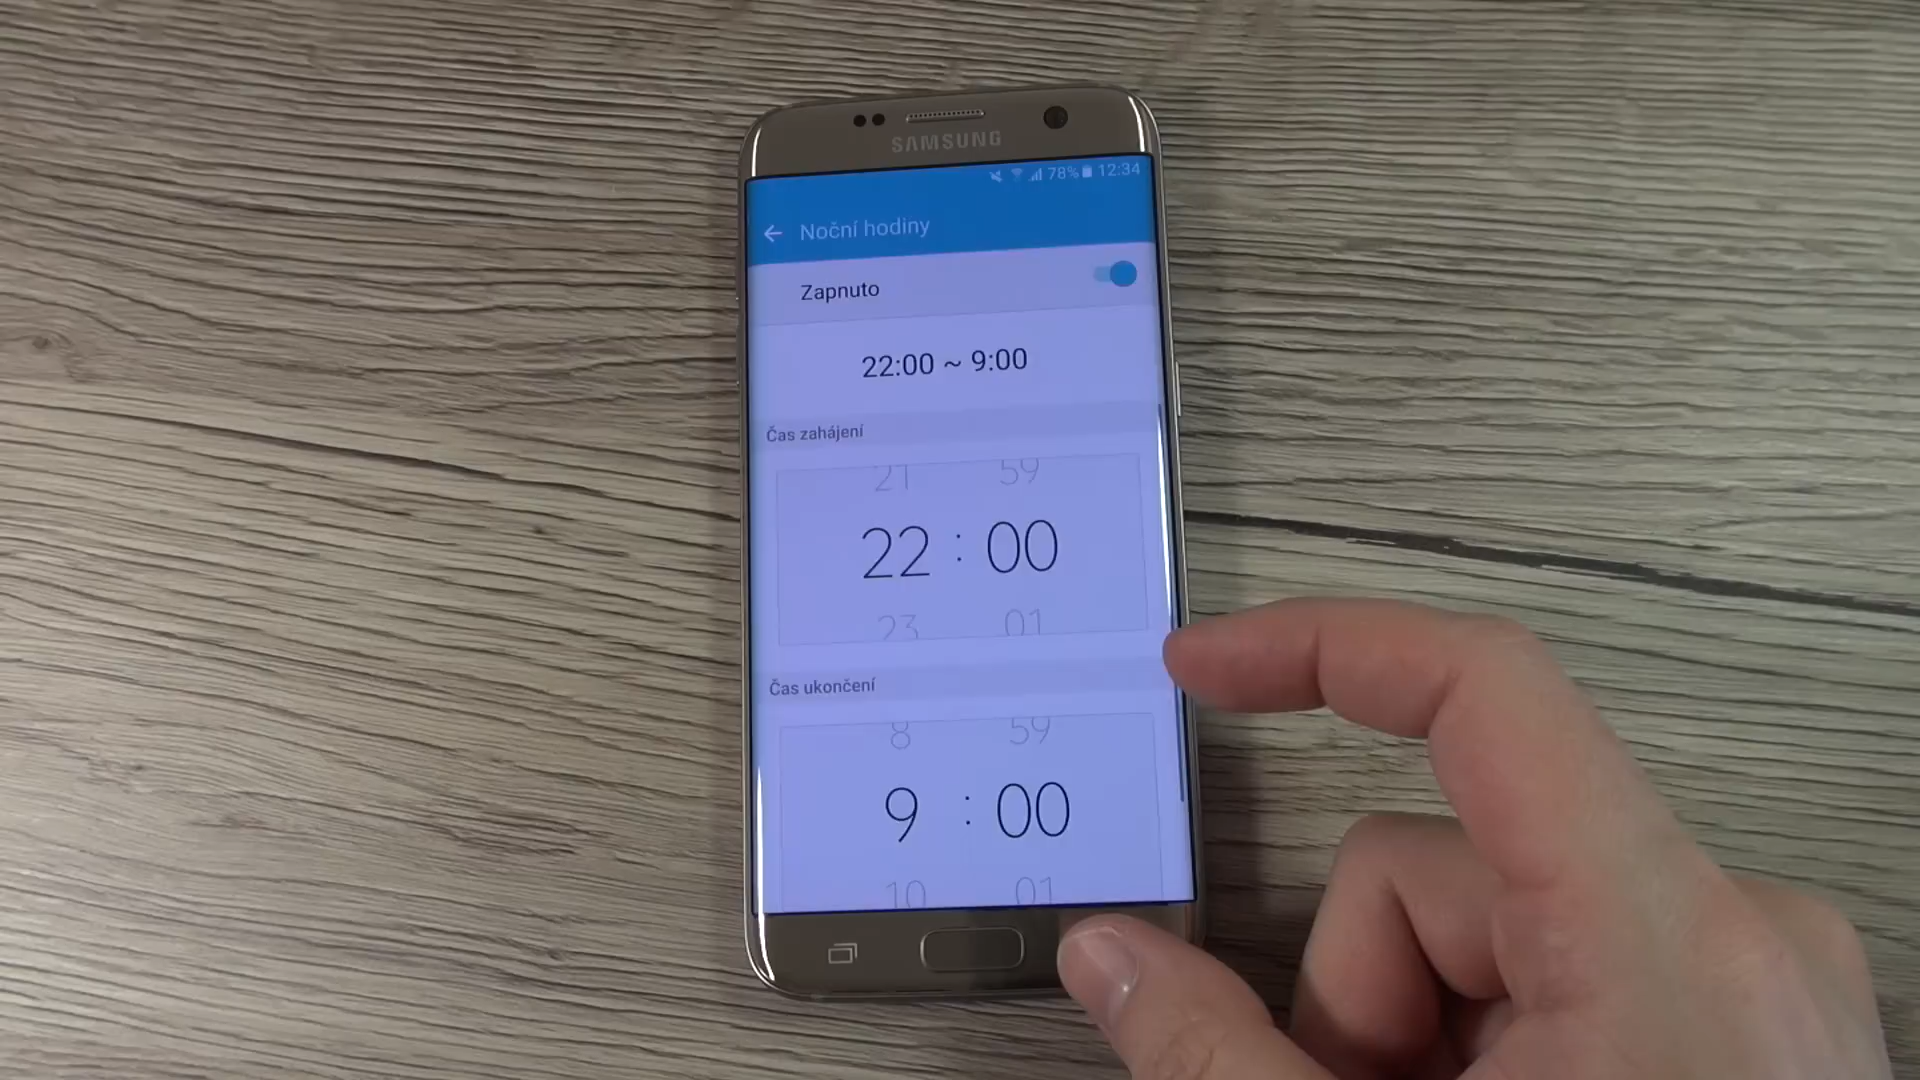 SAMSUNG
78% 12:34
Noční hodiny
Zapnuto
22:00 ~ 9:00
Čas zahájení
21 59
22 : 00
23 01
Čas ukončení
8 59
9 : 00
10 01